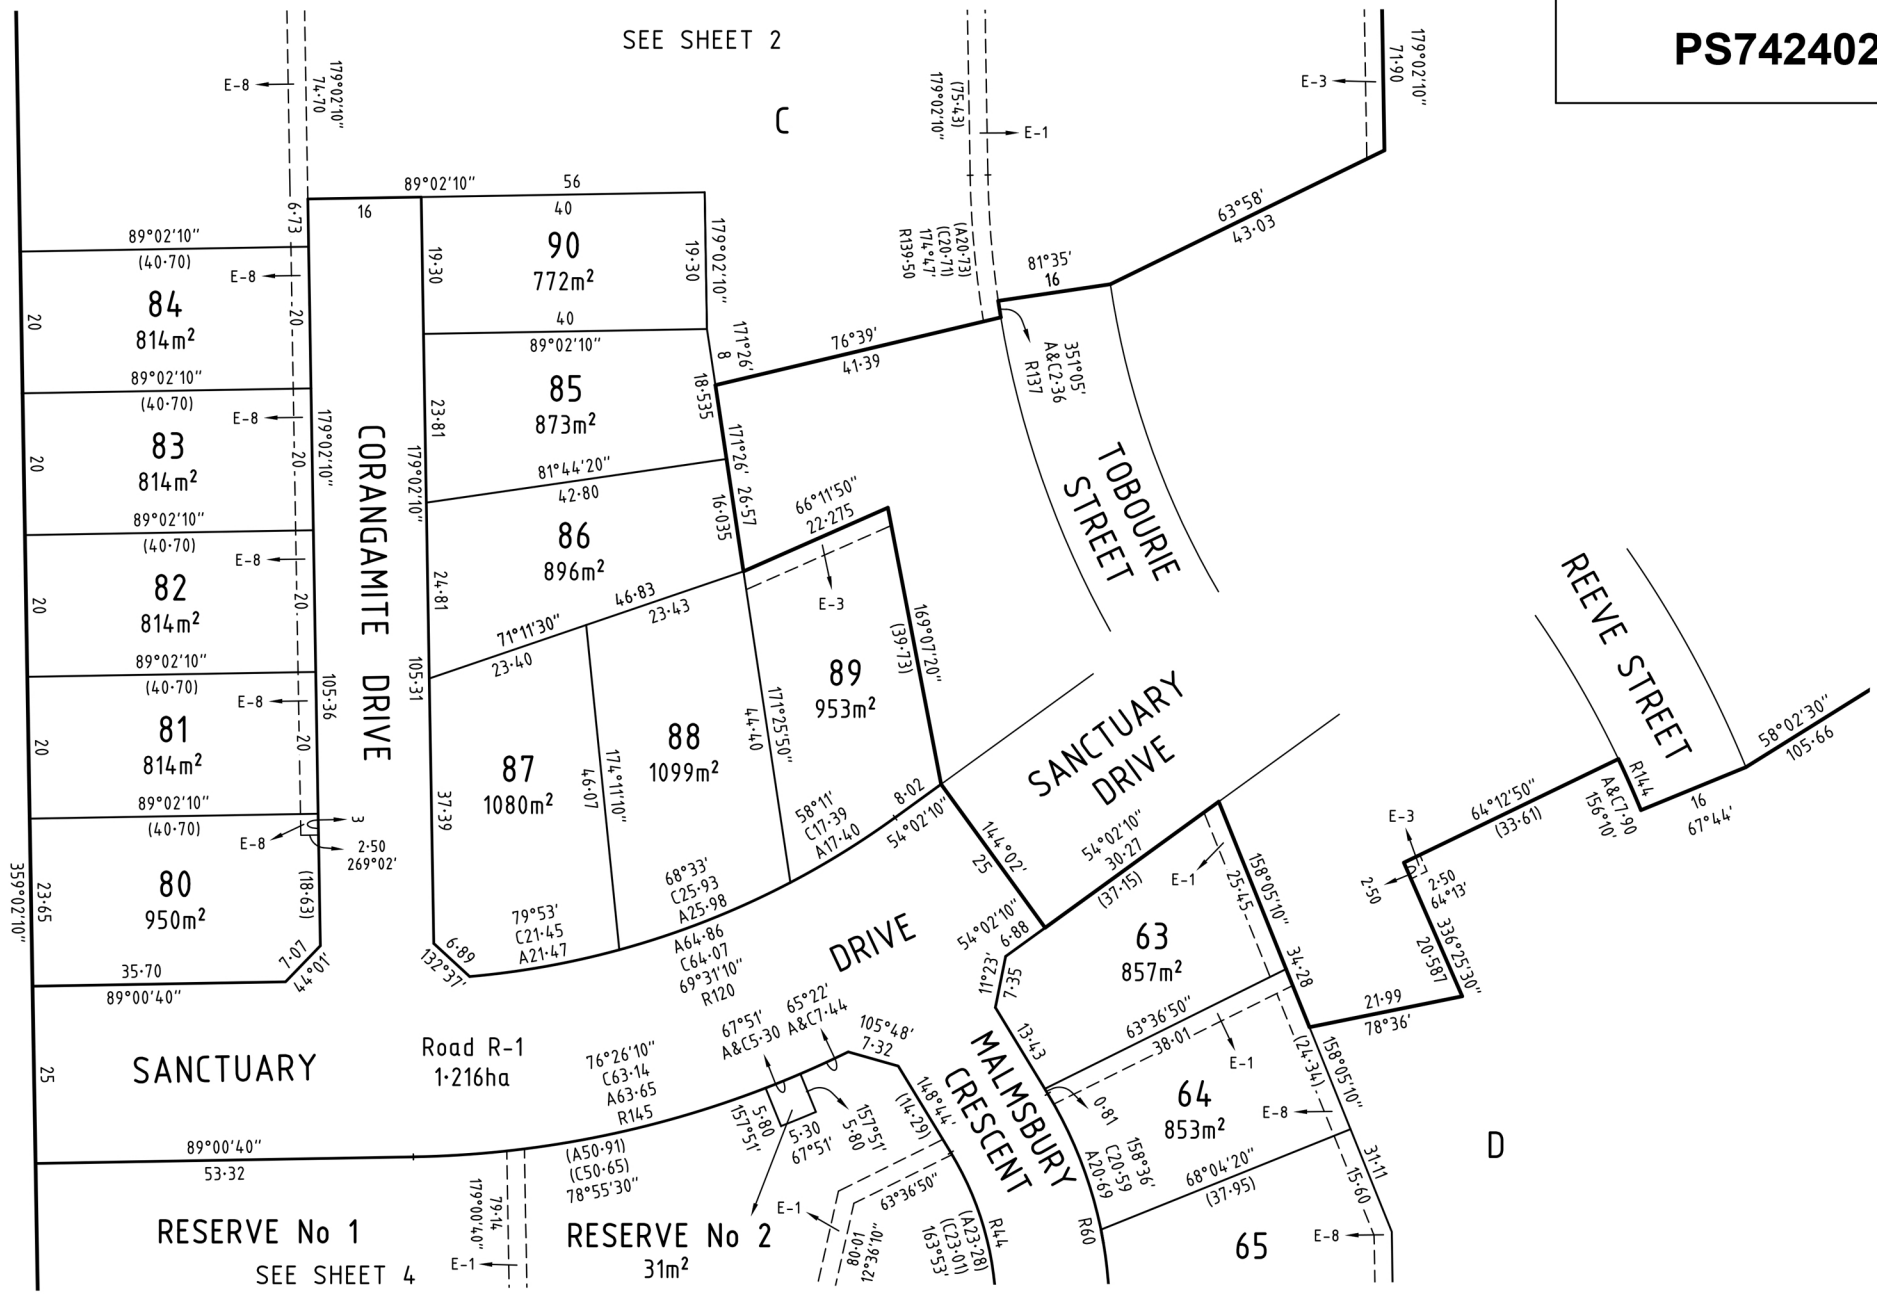 PS742402
SEE SHEET 2
C
E-8
179°02'10"
74·70
(75·43)
179°02'10"
E-1
E-3
179°02'10"
71·90
89°02'10"
56
16
40
6·73
19·30
90
772m²
19·30
179°02'10"
R139·50
174°47'
(C20·71)
(A20·73)
81°35'
16
63°58'
43·03
89°02'10"
(40·70)
E-8
84
814m²
20
20
40
89°02'10"
171°26'
8
76°39'
41·39
351°05'
A&C2·36
R137
85
873m²
23·81
18·535
89°02'10"
(40·70)
E-8
83
814m²
20
20
179°02'10"
CORANGAMITE DRIVE
179°02'10"
81°44'20"
42·80
171°26'
26·57
16·035
66°11'50"
22·275
E-3
TOBOURIE
STREET
86
896m²
24·81
89°02'10"
(40·70)
E-8
82
814m²
20
20
46·83
23·43
71°11'30"
23·40
169°07'20"
(39·73)
REEVE STREET
89°02'10"
(40·70)
E-8
81
814m²
20
20
105·36
105·31
89
953m²
171°25'50"
44·40
88
1099m²
87
1080m²
174°11'10"
46·07
37·39
SANCTUARY
DRIVE
58°02'30"
105·66
R144
A&C7·90
156°10'
16
67°44'
64°12'50"
(33·61)
89°02'10"
(40·70)
E-8
3
2·50
269°02'
80
950m²
23·65
359°02'10"
(18·63)
7·07
44°01'
35·70
89°00'40"
58°11'
C17·39
A17·40
8·02
54°02'10"
144°02'
25
54°02'10"
30·27
(37·15)
E-1
25·45
158°05'10"
34·28
E-3
2·50
2·50
64°13'
336°25'30"
20·587
21·99
78°36'
68°33'
C25·93
A25·98
79°53'
C21·45
A21·47
6·89
132°37'
A64·86
C64·07
69°31'10"
R120
DRIVE
54°02'10"
6·88
11°23'
7·35
63
857m²
63°36'50"
38·01
13·43
E-1
SANCTUARY
25
Road R-1
1·216ha
76°26'10"
C63·14
A63·65
R145
67°51'
A&C5·30
65°22'
A&C7·44
105°48'
7·32
148°44'
(14·29)
MALMSBURY
CRESCENT
0·81
64
853m²
(24·34)
158°05'10"
E-8
158°36'
C20·59
A20·69
R60
68°04'20"
(37·95)
31·11
15·60
D
89°00'40"
53·32
(A50·91)
(C50·65)
78°55'30"
5·80
157°51'
5·30
67°51'
157°51'
5·80
63°36'50"
E-1
80·01
12°36'10"
R44
(A23·28)
(C23·01)
163°53'
65
E-8
RESERVE No 1
79·14
179°00'40"
E-1
RESERVE No 2
31m²
SEE SHEET 4